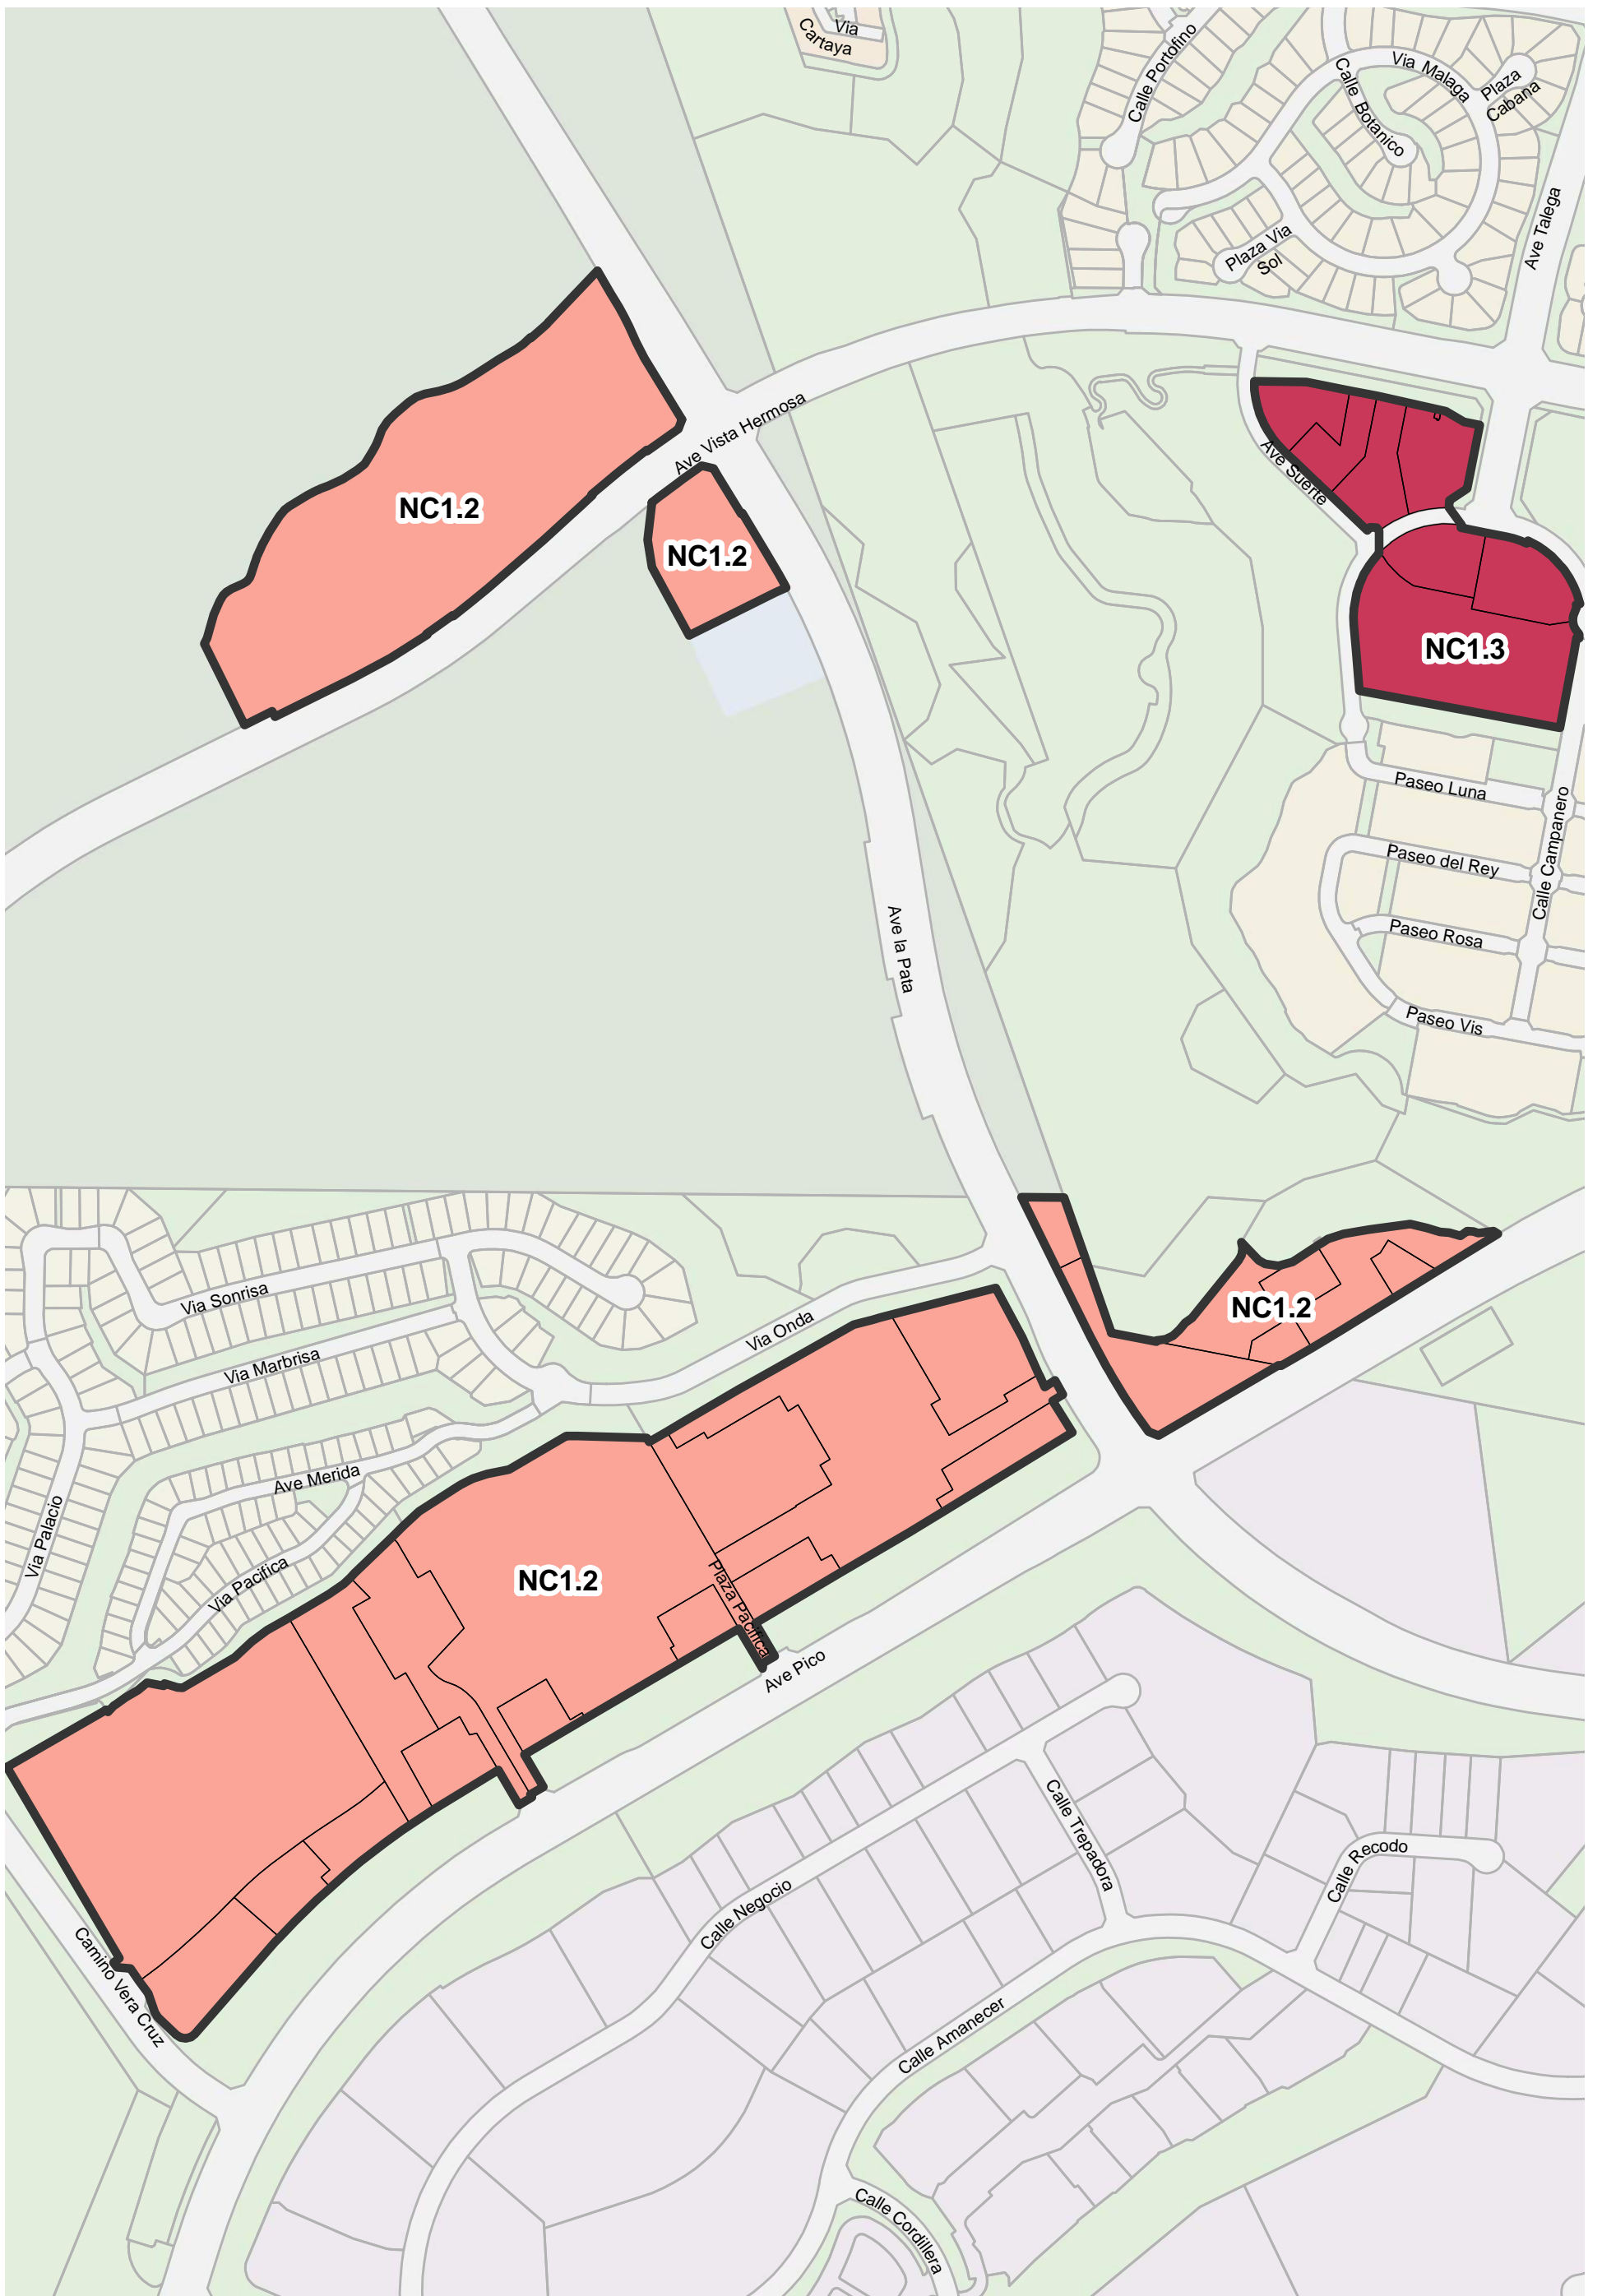 Via
Cartaya
Calle Portofino
Via Malaga
Plaza
Cabana
Calle Botanico
Ave Talega
Plaza Via
Sol
Ave Vista Hermosa
Ave Suerte
NC1.2
NC1.2
NC1.3
Paseo Luna
Calle Campanero
Paseo del Rey
Paseo Rosa
Ave la Pata
Paseo Vis
Via Sonrisa
NC1.2
Via Onda
Via Marbrisa
Ave Merida
Via Palacio
Via Pacifica
NC1.2
Plaza Pacifica
Ave Pico
Calle Trepadora
Calle Recodo
Calle Negocio
Camino Vera Cruz
Calle Amanecer
Calle Cordillera